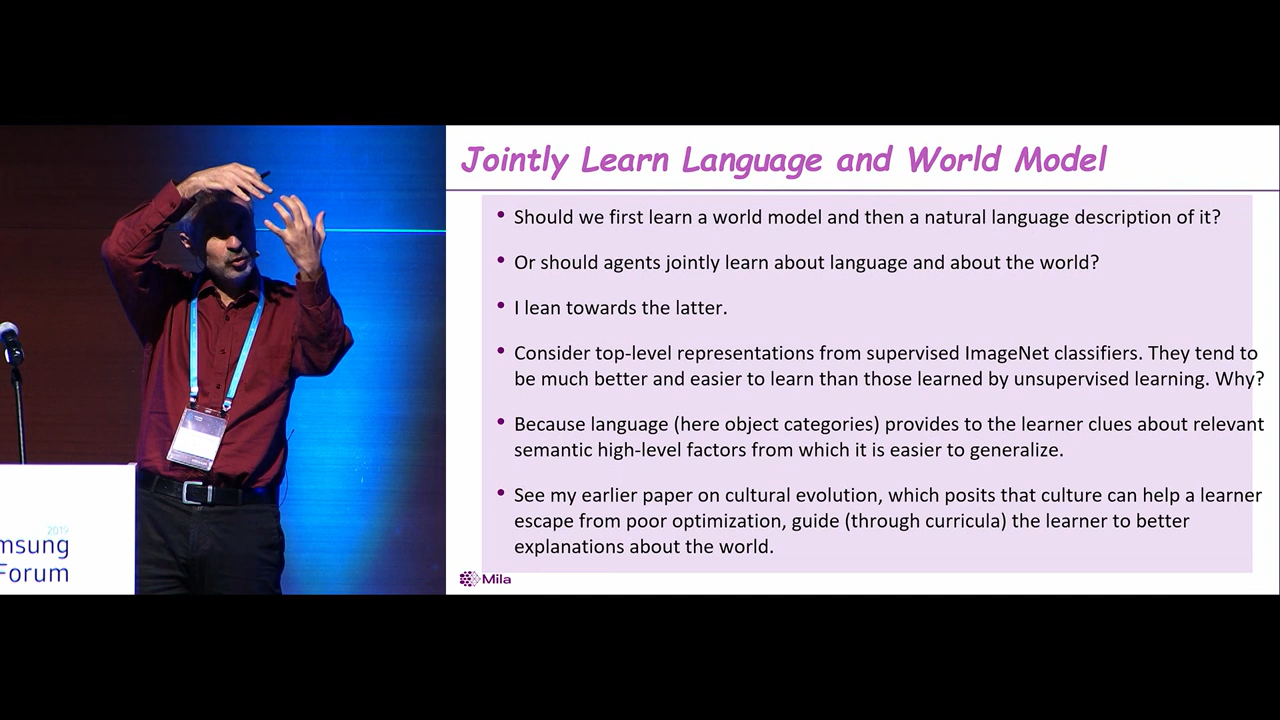 Jointly Learn Language and World Model
• Should we first learn a world model and then a natural language description of it?
• Or should agents jointly learn about language and about the world?
• I lean towards the latter.
• Consider top-level representations from supervised ImageNet classifiers. They tend to
be much better and easier to learn than those learned by unsupervised learning. Why?
• Because language (here object categories) provides to the learner clues about relevant
semantic high-level factors from which it is easier to generalize.
• See my earlier paper on cultural evolution, which posits that culture can help a learner
escape from poor optimization, guide (through curricula) the learner to better
explanations about the world.
Mila
2019
msung
Forum